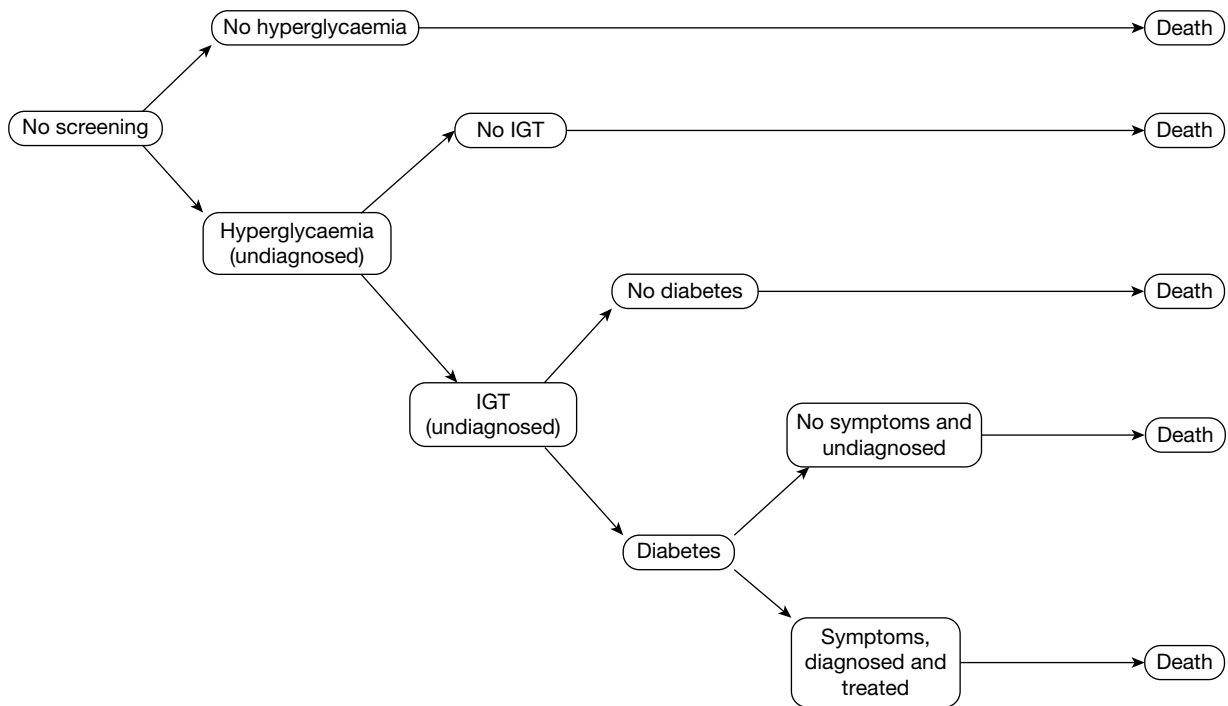 No hyperglycaemia
Death
No screening
No IGT
Death
Hyperglycaemia
(undiagnosed)
No diabetes
Death
IGT
(undiagnosed)
No symptoms and
undiagnosed
Death
Diabetes
Symptoms,
diagnosed and
treated
Death